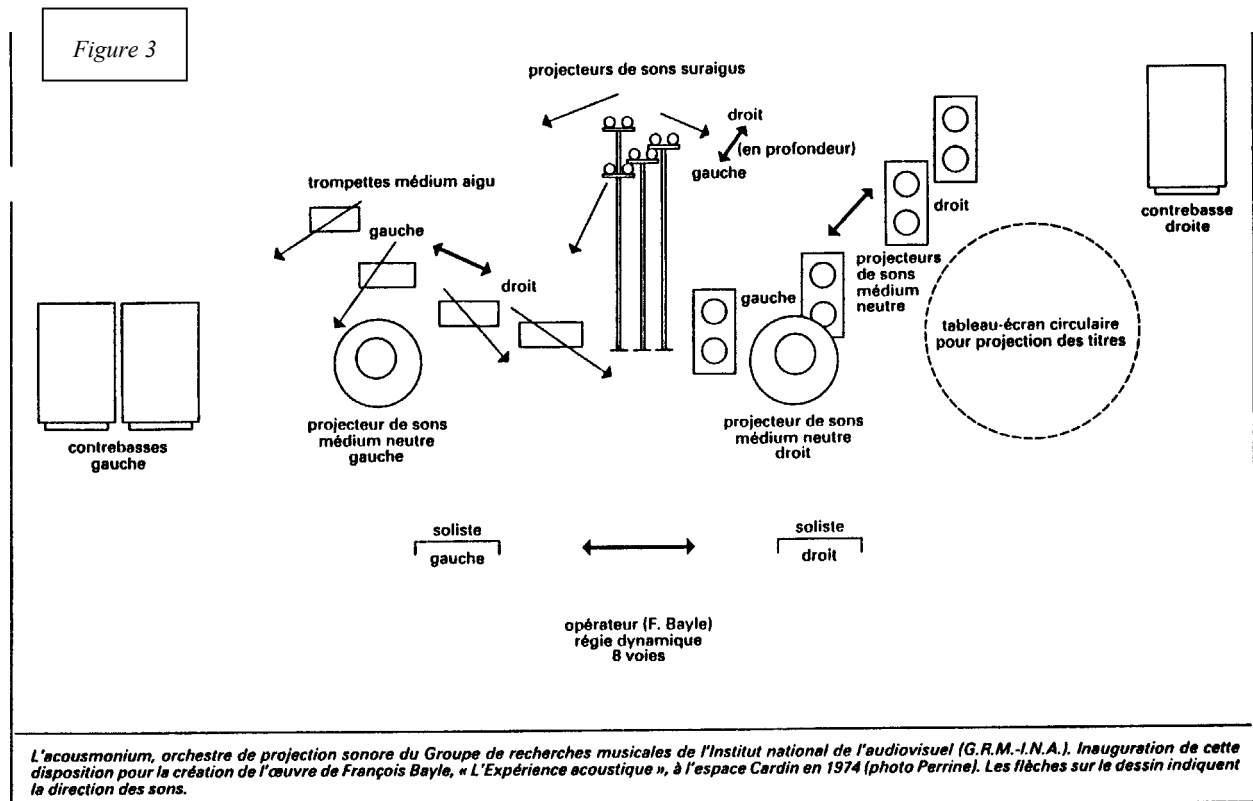 Figure 3
projecteurs de sons suraigus
droit
(en profondeur)
gauche
trompettes médium aigu
gauche
droit
droit
projecteurs
de sons
médium
neutre
gauche
contrebasse
droite
tableau-écran circulaire
pour projection des titres
contrebasses
gauche
projecteur de sons
médium neutre
gauche
projecteur de sons
médium neutre
droit
soliste
gauche
soliste
droit
opérateur (F. Bayle)
régie dynamique
8 voies
L'acousmonium, orchestre de projection sonore du Groupe de recherches musicales de l'Institut national de l'audiovisuel (G.R.M.-I.N.A.). Inauguration de cette
disposition pour la création de l'œuvre de François Bayle, « L'Expérience acoustique », à l'espace Cardin en 1974 (photo Perrine). Les flèches sur le dessin indiquent
la direction des sons.